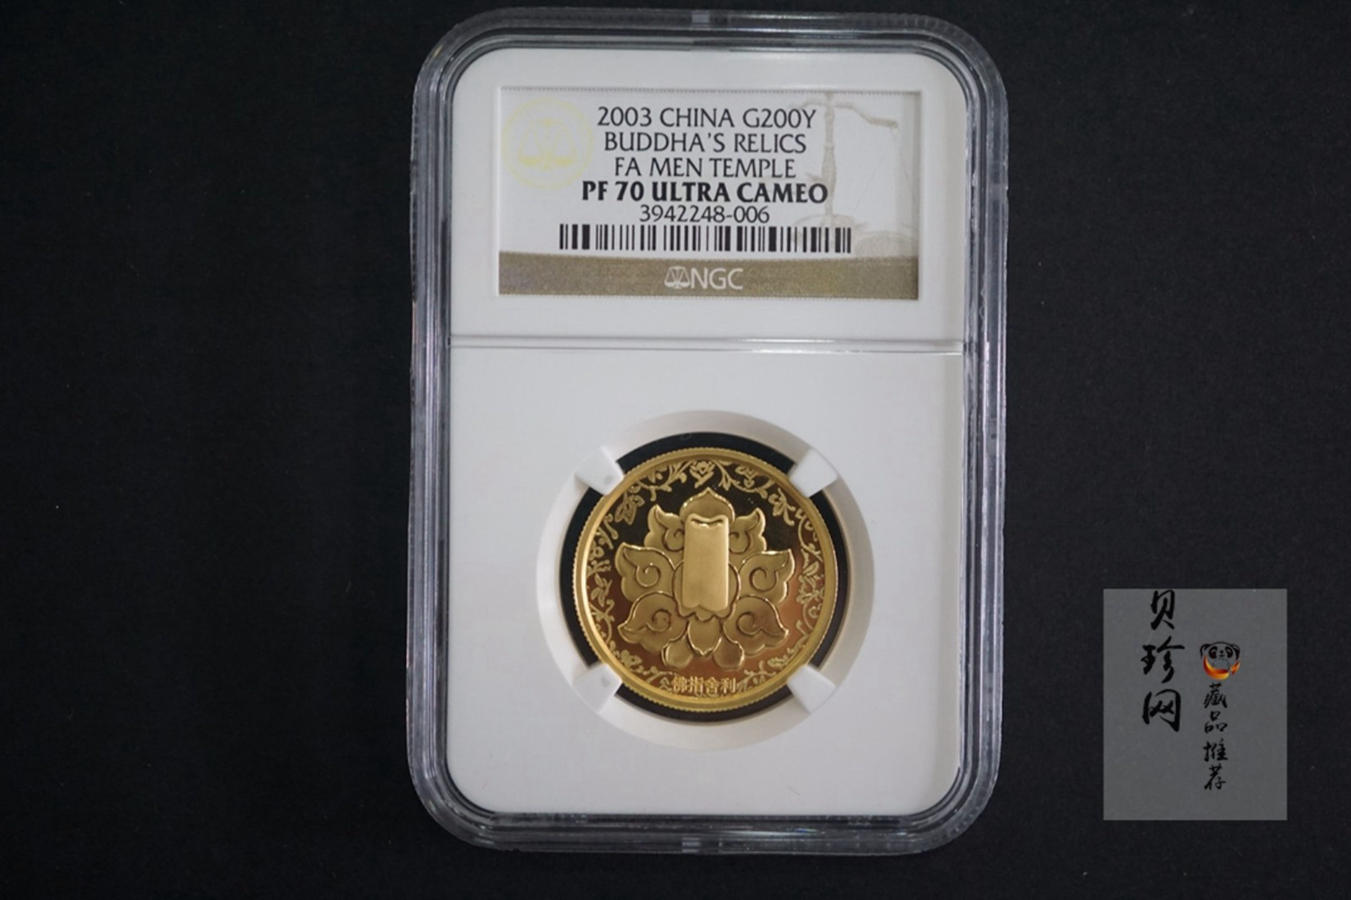 2003 CHINA G200Y
BUDDHA'S RELICS
FA MEN TEMPLE
PF 70 ULTRA CAMEO
3942248-006
NGC
佛指舍利
贝珍网
藏品推荐